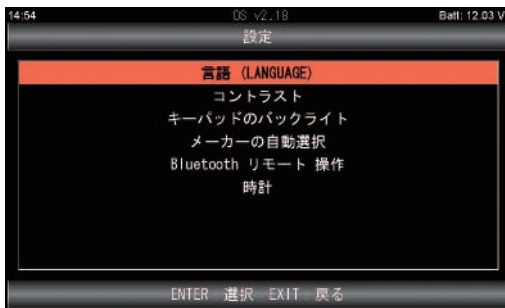 14:54 OS v2.18 Batt: 12.03 V
設定
言語 (LANGUAGE)
コントラスト
キーパッドのバックライト
メーカーの自動選択
Bluetooth リモート 操作
時計
ENTER：選択 EXIT：戻る